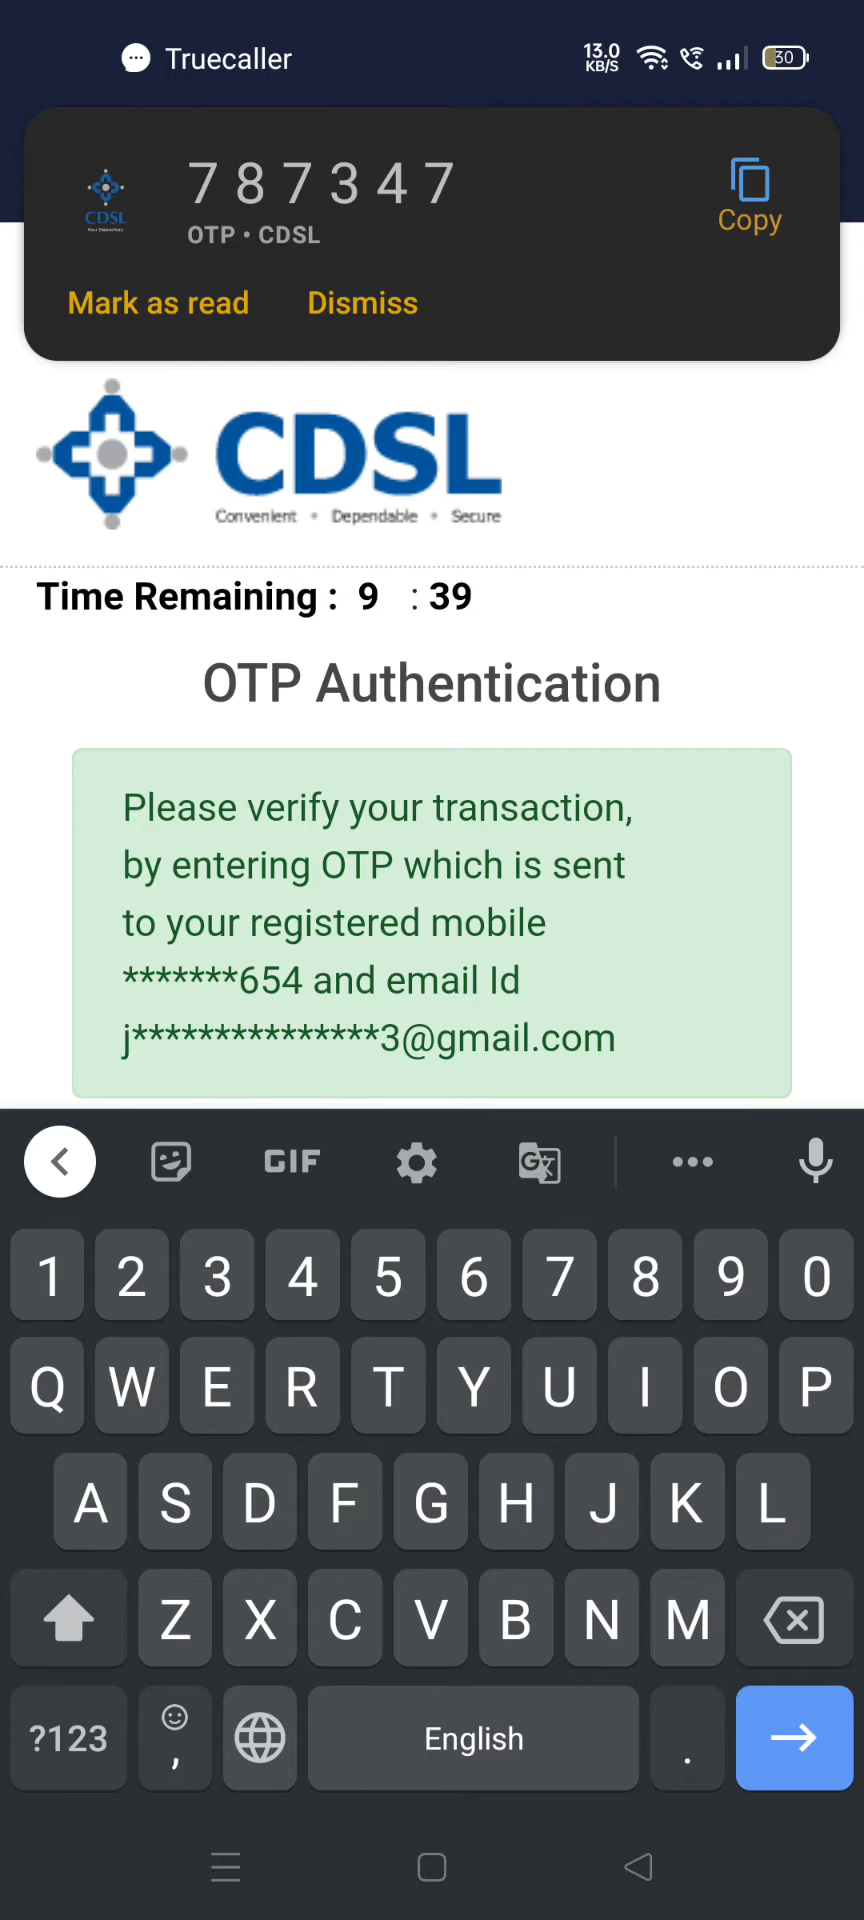 Truecaller
13.0
KB/S
30
787347
Copy
CDSL
Your Depository
OTP • CDSL
Mark as read
Dismiss
CDSL
Convenient • Dependable • Secure
Time Remaining : 9 : 39
OTP Authentication
Please verify your transaction,
by entering OTP which is sent
to your registered mobile
*******654 and email Id
j***************3@gmail.com
GIF
G
1 2 3 4 5 6 7 8 9 0
Q W E R T Y U I O P
A S D F G H J K L
Z X C V B N M
?123 , English .